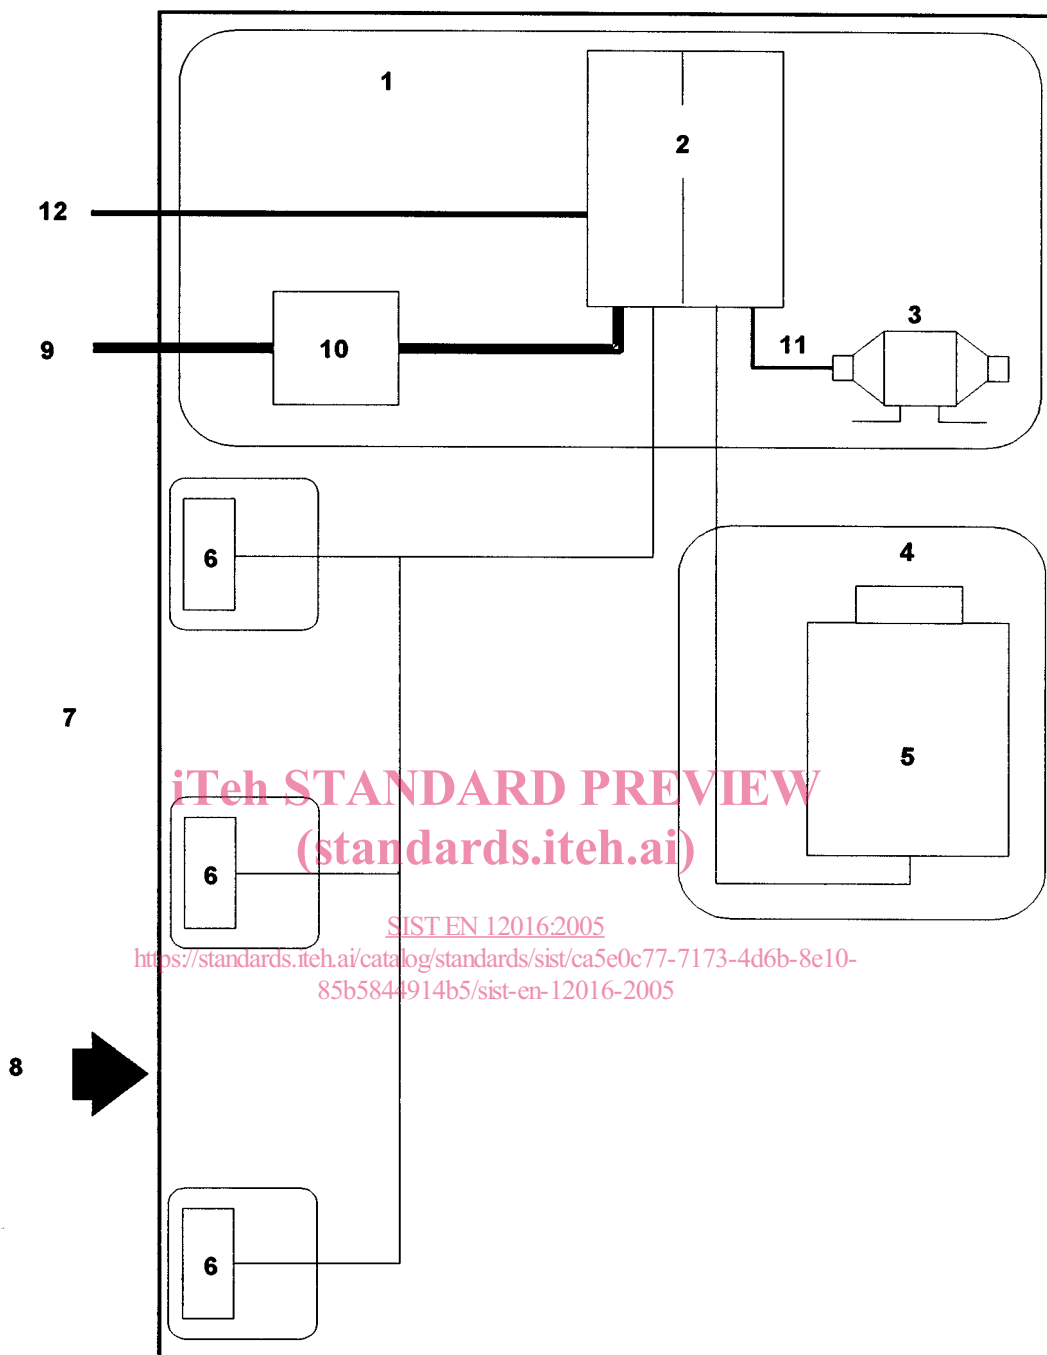 1
2
12
3
9
10
11
6
4
7
5
iTeh STANDARD PREVIEW
(standards.iteh.ai)
6
SIST EN 12016:2005
https://standards.iteh.ai/catalog/standards/sist/ca5e0c77-7173-4d6b-8e10-
85b5844914b5/sist-en-12016-2005
8
6